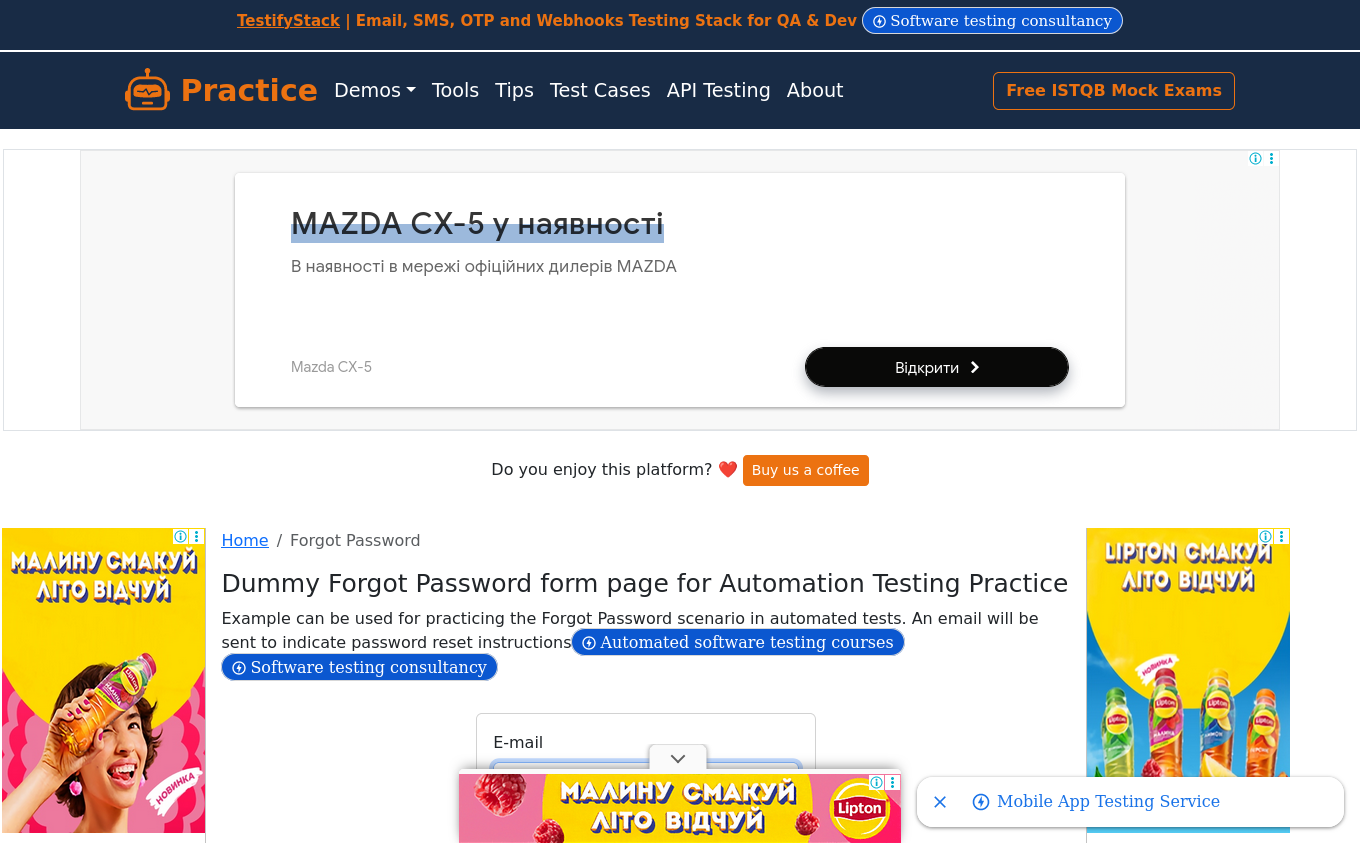 TestifyStack | Email, SMS, OTP and Webhooks Testing Stack for QA & Dev Software testing consultancy
Practice Demos Tools Tips Test Cases API Testing About Free ISTQB Mock Exams
MAZDA CX-5 у наявності
В наявності в мережі офіційних дилерів MAZDA
Mazda CX-5 Відкрити
Do you enjoy this platform? ❤️ Buy us a coffee
МАЛИНУ СМАКУЙ
ЛІТО ВІДЧУЙ
Lipton
НОВИНКА
Home / Forgot Password
Dummy Forgot Password form page for Automation Testing Practice
Example can be used for practicing the Forgot Password scenario in automated tests. An email will be
sent to indicate password reset instructions Automated software testing courses
Software testing consultancy
E-mail
LIPTON СМАКУЙ
ЛІТО ВІДЧУЙ
НОВИНКА
Lipton Lipton Lipton Lipton
МАЛИНУ СМАКУЙ
ЛІТО ВІДЧУЙ
Lipton
Mobile App Testing Service